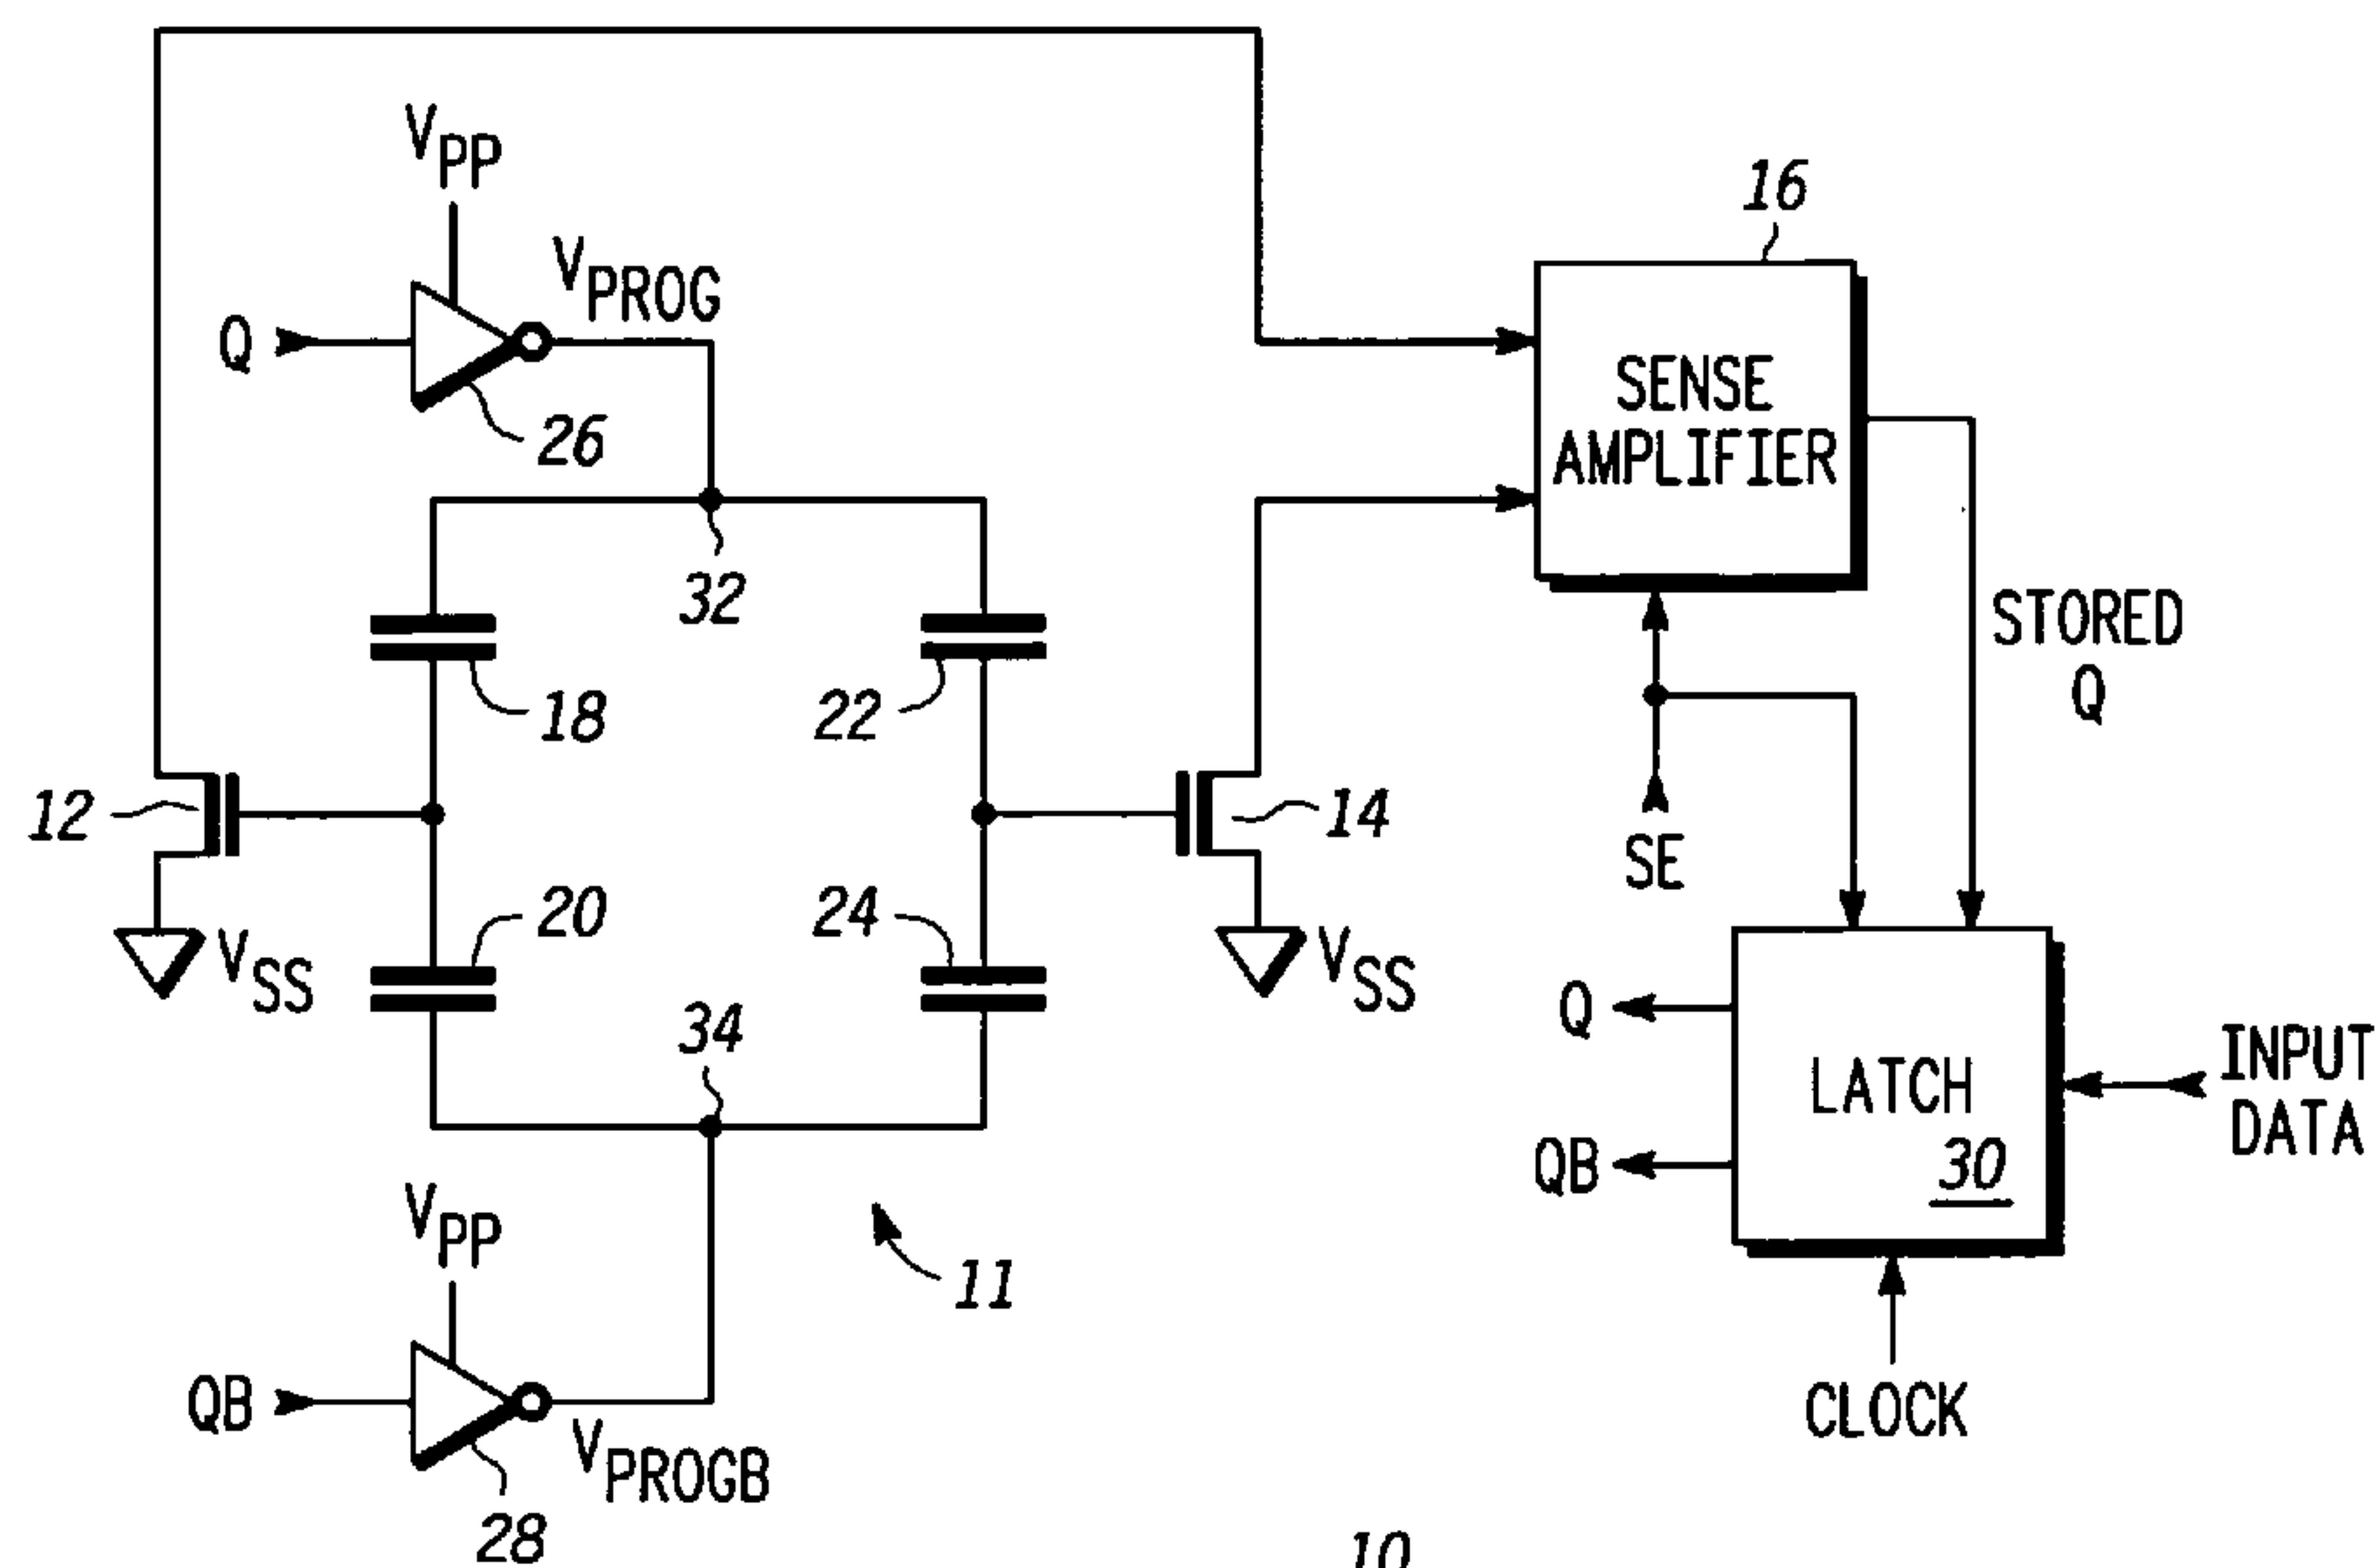 VPP
16
VPROG
Q
SENSE
AMPLIFIER
26
32
STORED
Q
18
22
12
14
SE
20
24
VSS
VSS
34
Q
LATCH
INPUT
DATA
QB
30
VPP
11
QB
CLOCK
VPROGB
28
10